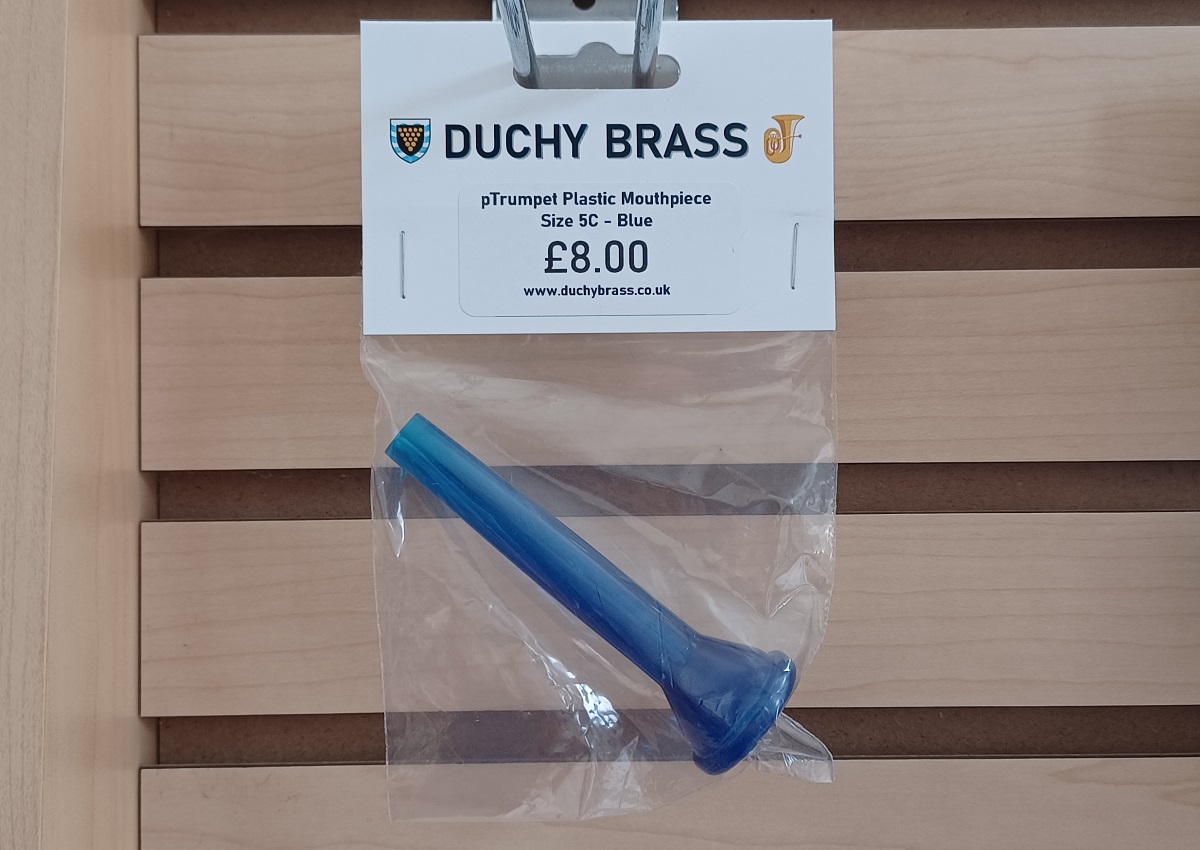 DUCHY BRASS
pTrumpet Plastic Mouthpiece
Size 5C - Blue
£8.00
www.duchybrass.co.uk